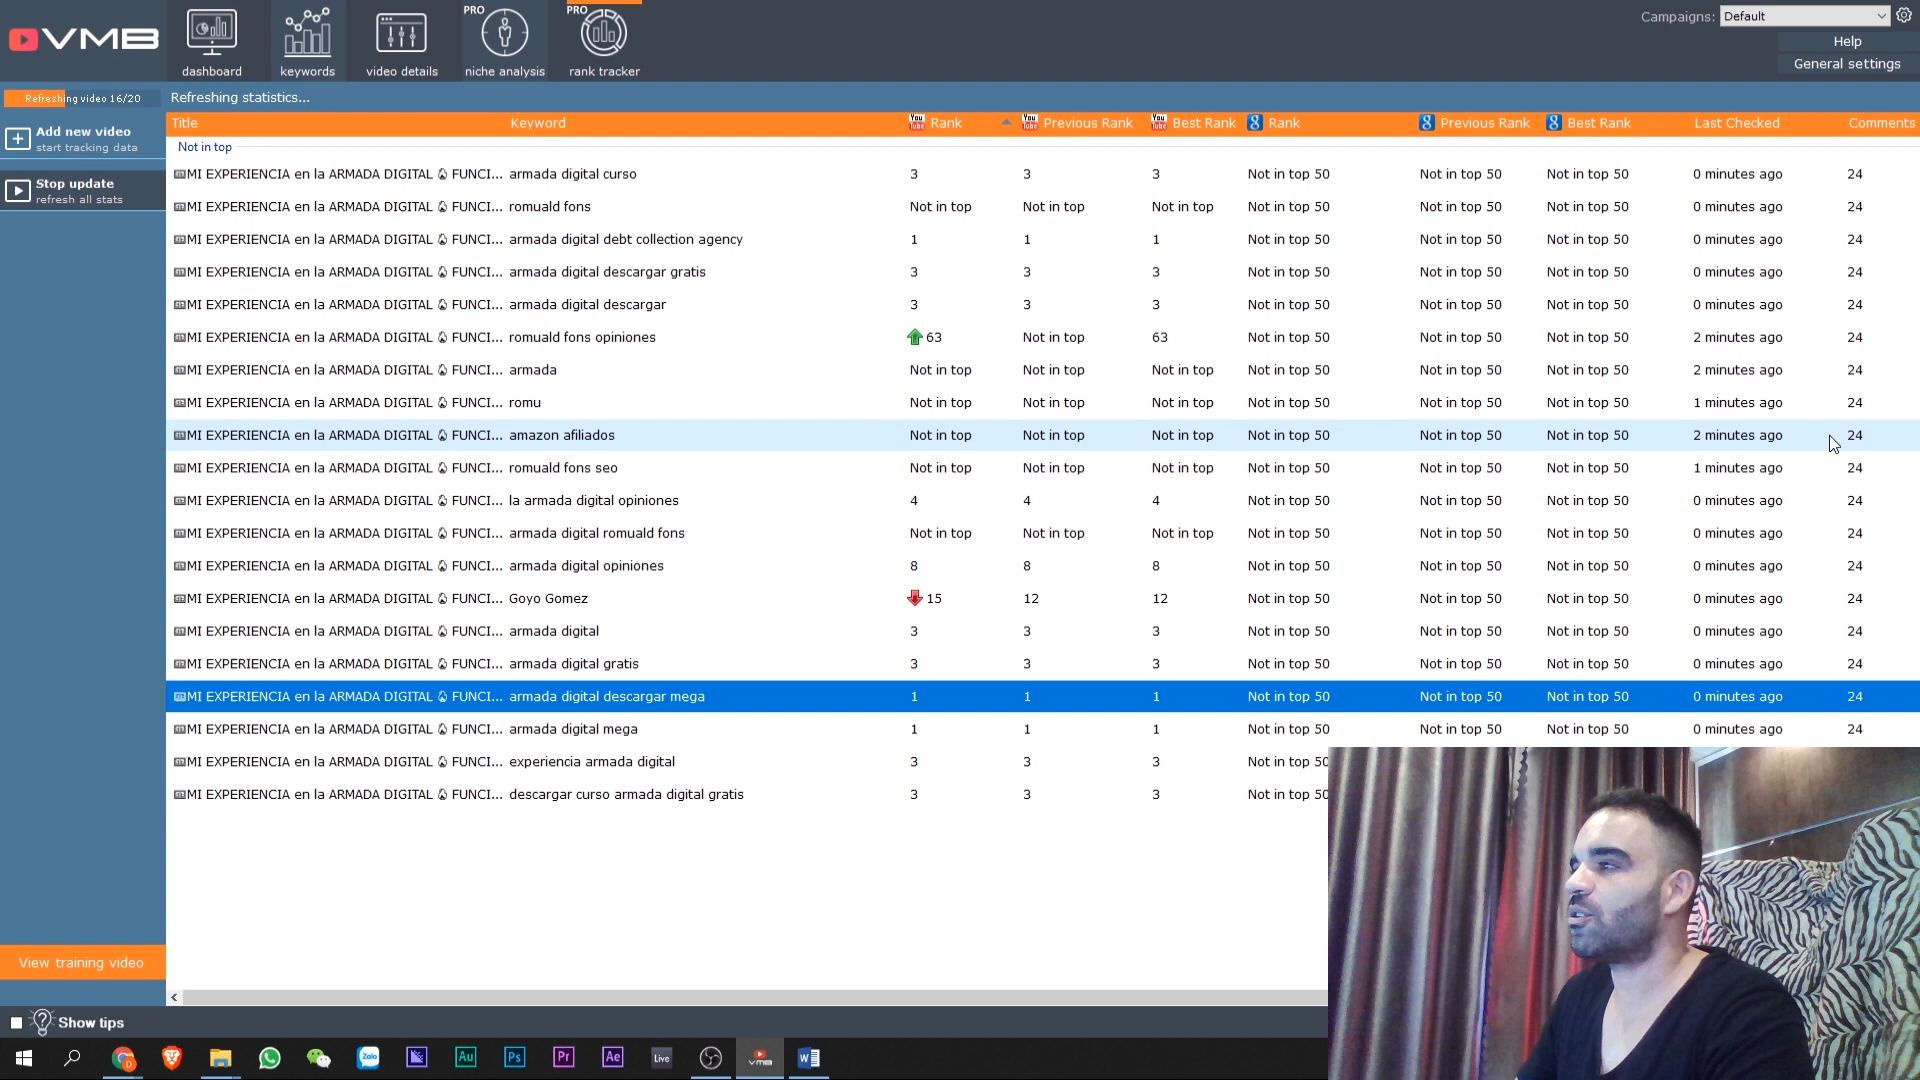 VMB
dashboard
keywords
video details
PRO
niche analysis
PRO
rank tracker
Campaigns: Default
Help
General settings
Refreshing video 16/20
Refreshing statistics...
Add new video
start tracking data
Stop update
refresh all stats
Title Keyword You Tube Rank You Tube Previous Rank You Tube Best Rank 8 Rank 8 Previous Rank 8 Best Rank Last Checked Comments
Not in top
MI EXPERIENCIA en la ARMADA DIGITAL FUNCI... armada digital curso 3 3 3 Not in top 50 Not in top 50 Not in top 50 0 minutes ago 24
MI EXPERIENCIA en la ARMADA DIGITAL FUNCI... romuald fons Not in top Not in top Not in top Not in top 50 Not in top 50 Not in top 50 0 minutes ago 24
MI EXPERIENCIA en la ARMADA DIGITAL FUNCI... armada digital debt collection agency 1 1 1 Not in top 50 Not in top 50 Not in top 50 0 minutes ago 24
MI EXPERIENCIA en la ARMADA DIGITAL FUNCI... armada digital descargar gratis 3 3 3 Not in top 50 Not in top 50 Not in top 50 0 minutes ago 24
MI EXPERIENCIA en la ARMADA DIGITAL FUNCI... armada digital descargar 3 3 3 Not in top 50 Not in top 50 Not in top 50 0 minutes ago 24
MI EXPERIENCIA en la ARMADA DIGITAL FUNCI... romuald fons opiniones 63 Not in top 63 Not in top 50 Not in top 50 Not in top 50 2 minutes ago 24
MI EXPERIENCIA en la ARMADA DIGITAL FUNCI... armada Not in top Not in top Not in top Not in top 50 Not in top 50 Not in top 50 2 minutes ago 24
MI EXPERIENCIA en la ARMADA DIGITAL FUNCI... romu Not in top Not in top Not in top Not in top 50 Not in top 50 Not in top 50 1 minutes ago 24
MI EXPERIENCIA en la ARMADA DIGITAL FUNCI... amazon afiliados Not in top Not in top Not in top Not in top 50 Not in top 50 Not in top 50 2 minutes ago 24
MI EXPERIENCIA en la ARMADA DIGITAL FUNCI... romuald fons seo Not in top Not in top Not in top Not in top 50 Not in top 50 Not in top 50 1 minutes ago 24
MI EXPERIENCIA en la ARMADA DIGITAL FUNCI... la armada digital opiniones 4 4 4 Not in top 50 Not in top 50 Not in top 50 0 minutes ago 24
MI EXPERIENCIA en la ARMADA DIGITAL FUNCI... armada digital romuald fons Not in top Not in top Not in top Not in top 50 Not in top 50 Not in top 50 0 minutes ago 24
MI EXPERIENCIA en la ARMADA DIGITAL FUNCI... armada digital opiniones 8 8 8 Not in top 50 Not in top 50 Not in top 50 0 minutes ago 24
MI EXPERIENCIA en la ARMADA DIGITAL FUNCI... Goyo Gomez 15 12 12 Not in top 50 Not in top 50 Not in top 50 0 minutes ago 24
MI EXPERIENCIA en la ARMADA DIGITAL FUNCI... armada digital 3 3 3 Not in top 50 Not in top 50 Not in top 50 0 minutes ago 24
MI EXPERIENCIA en la ARMADA DIGITAL FUNCI... armada digital gratis 3 3 3 Not in top 50 Not in top 50 Not in top 50 0 minutes ago 24
MI EXPERIENCIA en la ARMADA DIGITAL FUNCI... armada digital descargar mega 1 1 1 Not in top 50 Not in top 50 Not in top 50 0 minutes ago 24
MI EXPERIENCIA en la ARMADA DIGITAL FUNCI... armada digital mega 1 1 1 Not in top 50 Not in top 50 Not in top 50 0 minutes ago 24
MI EXPERIENCIA en la ARMADA DIGITAL FUNCI... experiencia armada digital 3 3 3 Not in top 50
MI EXPERIENCIA en la ARMADA DIGITAL FUNCI... descargar curso armada digital gratis 3 3 3 Not in top 50
View training video
Show tips
Zalo Au Ps Pr Ae Live VMB W